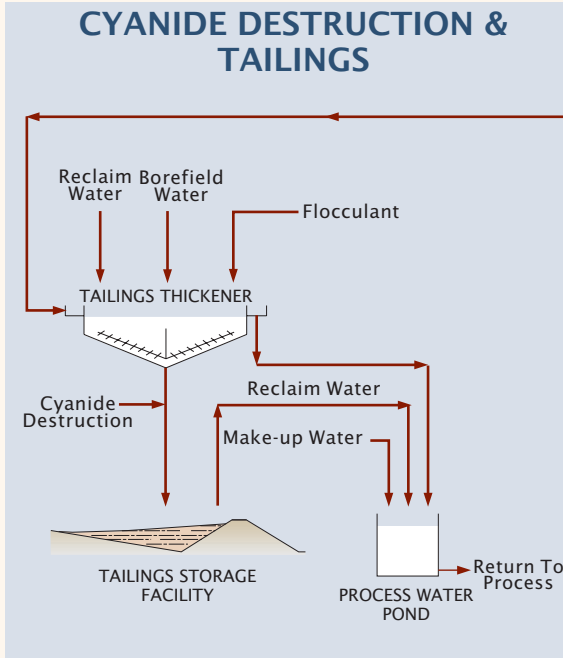 CYANIDE DESTRUCTION &
TAILINGS
Reclaim
Water
Borefield
Water
Flocculant
TAILINGS THICKENER
Cyanide
Destruction
Reclaim Water
Make-up Water
TAILINGS STORAGE
FACILITY
PROCESS WATER
POND
Return To
Process